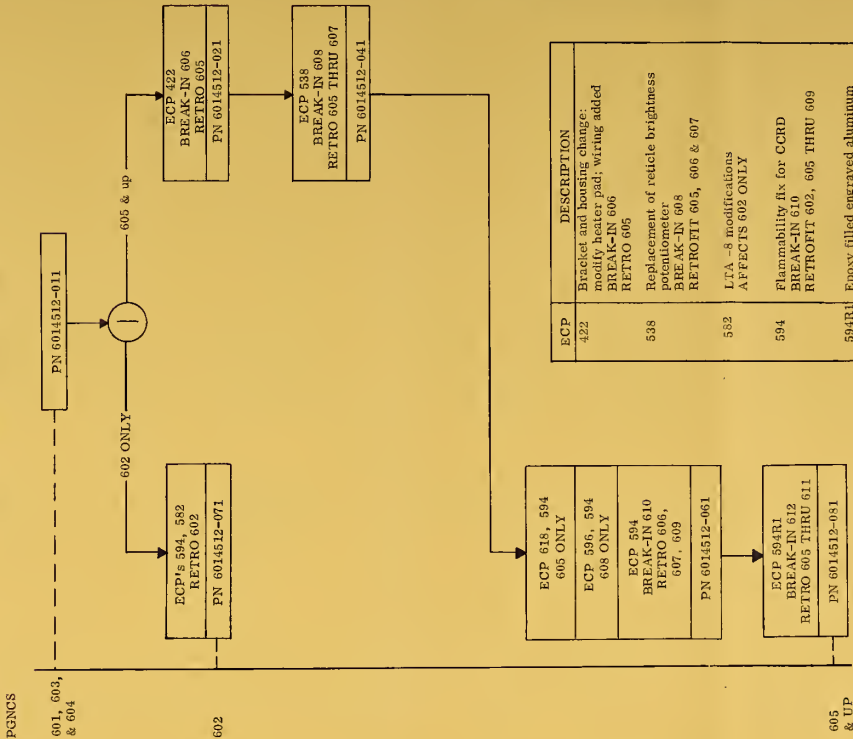 PGNCS
601, 603,
& 604
PN 6014512-011
602 ONLY
605 & up
ECP's 594, 582
RETRO 602
PN 6014512-071
602
ECP 422
BREAK-IN 606
RETRO 605
PN 6014512-021
ECP 538
BREAK-IN 608
RETRO 605 THRU 607
PN 6014512-041
ECP 618, 594
605 ONLY
ECP 596, 594
608 ONLY
ECP 594
BREAK-IN 610
RETRO 606,
607, 609
PN 6014512-061
ECP 594R1
BREAK-IN 612
RETRO 605 THRU 611
PN 6014512-081
605
& UP
ECP DESCRIPTION
422 Bracket and housing change:
modify heater pad; wiring added
BREAK-IN 606
RETRO 605
538 Replacement of reticle brightness
potentiometer
BREAK-IN 608
RETROFIT 605, 606 & 607
582 LTA -8 modifications
AFFECTS 602 ONLY
594 Flammability fix for CCRD
BREAK-IN 610
RETROFIT 602, 605 THRU 609
594R1 Epoxy filled engraved aluminum